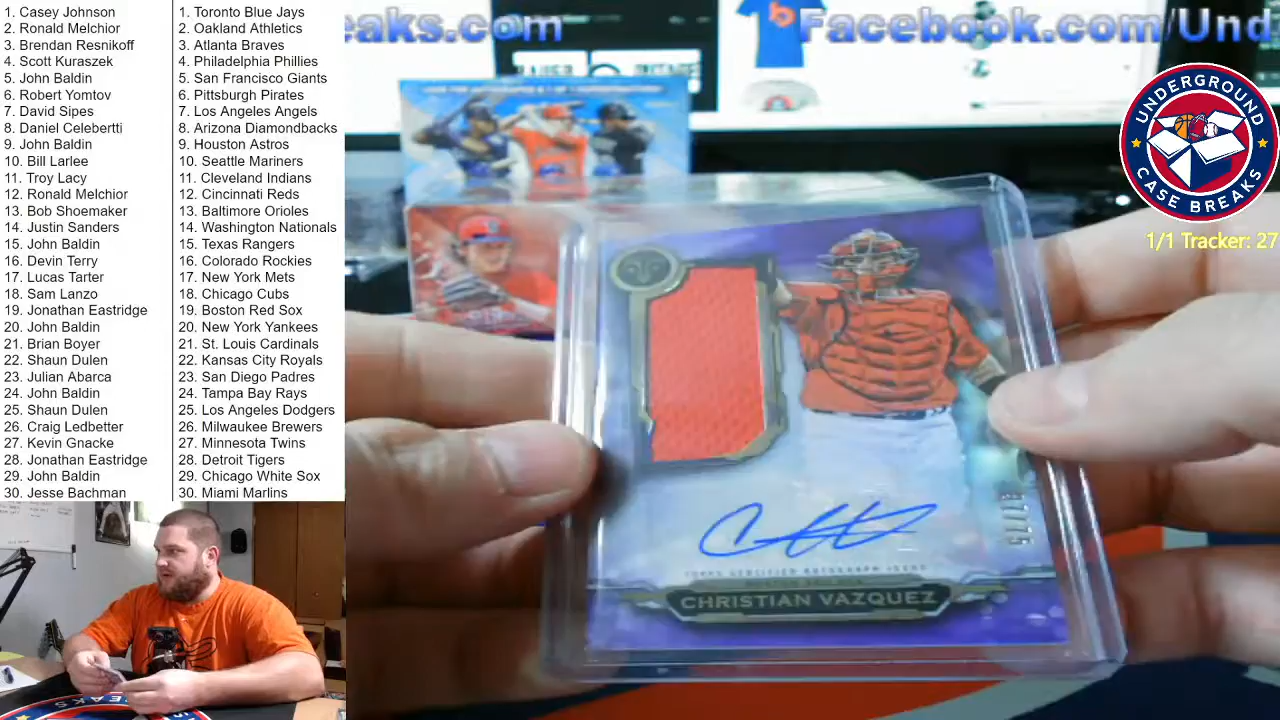 1. Casey Johnson
2. Ronald Melchior
3. Brendan Resnikoff
4. Scott Kuraszek
5. John Baldin
6. Robert Yomtov
7. David Sipes
8. Daniel Celebertti
9. John Baldin
10. Bill Larlee
11. Troy Lacy
12. Ronald Melchior
13. Bob Shoemaker
14. Justin Sanders
15. John Baldin
16. Devin Terry
17. Lucas Tarter
18. Sam Lanzo
19. Jonathan Eastridge
20. John Baldin
21. Brian Boyer
22. Shaun Dulen
23. Julian Abarca
24. John Baldin
25. Shaun Dulen
26. Craig Ledbetter
27. Kevin Gnacke
28. Jonathan Eastridge
29. John Baldin
30. Jesse Bachman
1. Toronto Blue Jays
2. Oakland Athletics
3. Atlanta Braves
4. Philadelphia Phillies
5. San Francisco Giants
6. Pittsburgh Pirates
7. Los Angeles Angels
8. Arizona Diamondbacks
9. Houston Astros
10. Seattle Mariners
11. Cleveland Indians
12. Cincinnati Reds
13. Baltimore Orioles
14. Washington Nationals
15. Texas Rangers
16. Colorado Rockies
17. New York Mets
18. Chicago Cubs
19. Boston Red Sox
20. New York Yankees
21. St. Louis Cardinals
22. Kansas City Royals
23. San Diego Padres
24. Tampa Bay Rays
25. Los Angeles Dodgers
26. Milwaukee Brewers
27. Minnesota Twins
28. Detroit Tigers
29. Chicago White Sox
30. Miami Marlins
eaks.com
Facebook.com/Und
UNDERGROUND
CASE BREAKS
1/1 Tracker: 27
TOPPS CERTIFIED AUTOGRAPH ISSUE
CHRISTIAN VAZQUEZ